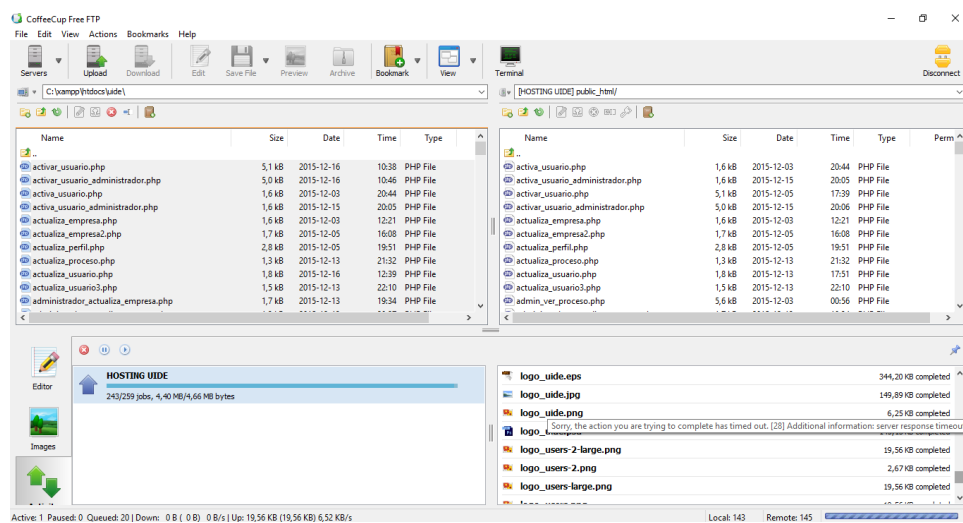 CoffeeCup Free FTP
File Edit View Actions Bookmarks Help
Servers Upload Download Edit Save File Preview Archive Bookmark View Terminal Disconnect
C:\xampp\htdocs\uide\
[HOSTING UIDE] public_html/
Name Size Date Time Type
..
activar_usuario.php 5,1 kB 2015-12-16 10:38 PHP File
activar_usuario_administrador.php 5,0 kB 2015-12-16 10:46 PHP File
activa_usuario.php 1,6 kB 2015-12-03 20:44 PHP File
activa_usuario_administrador.php 1,6 kB 2015-12-15 20:05 PHP File
actualiza_empresa.php 1,6 kB 2015-12-03 12:21 PHP File
actualiza_empresa2.php 1,7 kB 2015-12-05 16:08 PHP File
actualiza_perfil.php 2,8 kB 2015-12-05 19:51 PHP File
actualiza_proceso.php 1,3 kB 2015-12-13 21:32 PHP File
actualiza_usuario.php 1,8 kB 2015-12-16 12:39 PHP File
actualiza_usuario3.php 1,5 kB 2015-12-13 22:10 PHP File
administrador_actualiza_empresa.php 1,7 kB 2015-12-13 19:34 PHP File
Name Size Date Time Type Perm
..
activa_usuario.php 1,6 kB 2015-12-03 20:44 PHP File
activa_usuario_administrador.php 1,6 kB 2015-12-15 20:05 PHP File
activar_usuario.php 5,1 kB 2015-12-05 17:39 PHP File
activar_usuario_administrador.php 5,0 kB 2015-12-15 20:06 PHP File
actualiza_empresa.php 1,6 kB 2015-12-03 12:21 PHP File
actualiza_empresa2.php 1,7 kB 2015-12-05 16:08 PHP File
actualiza_perfil.php 2,8 kB 2015-12-05 19:51 PHP File
actualiza_proceso.php 1,3 kB 2015-12-13 21:32 PHP File
actualiza_usuario.php 1,8 kB 2015-12-13 17:51 PHP File
actualiza_usuario3.php 1,5 kB 2015-12-13 22:10 PHP File
admin_ver_proceso.php 5,6 kB 2015-12-03 00:56 PHP File
Editor
Images
HOSTING UIDE
243/259 jobs, 4,40 MB/4,66 MB bytes
logo_uide.eps 344,20 KB completed
logo_uide.jpg 149,89 KB completed
logo_uide.png 6,25 KB completed
Sorry, the action you are trying to complete has timed out. [28] Additional information: server response timeou
logo_users-2-large.png 19,56 KB completed
logo_users-2.png 2,67 KB completed
logo_users-large.png 19,56 KB completed
Active: 1 Paused: 0 Queued: 20 | Down: 0 B ( 0 B) 0 B/s | Up: 19,56 KB (19,56 KB) 6,52 KB/s
Local: 143 Remote: 145